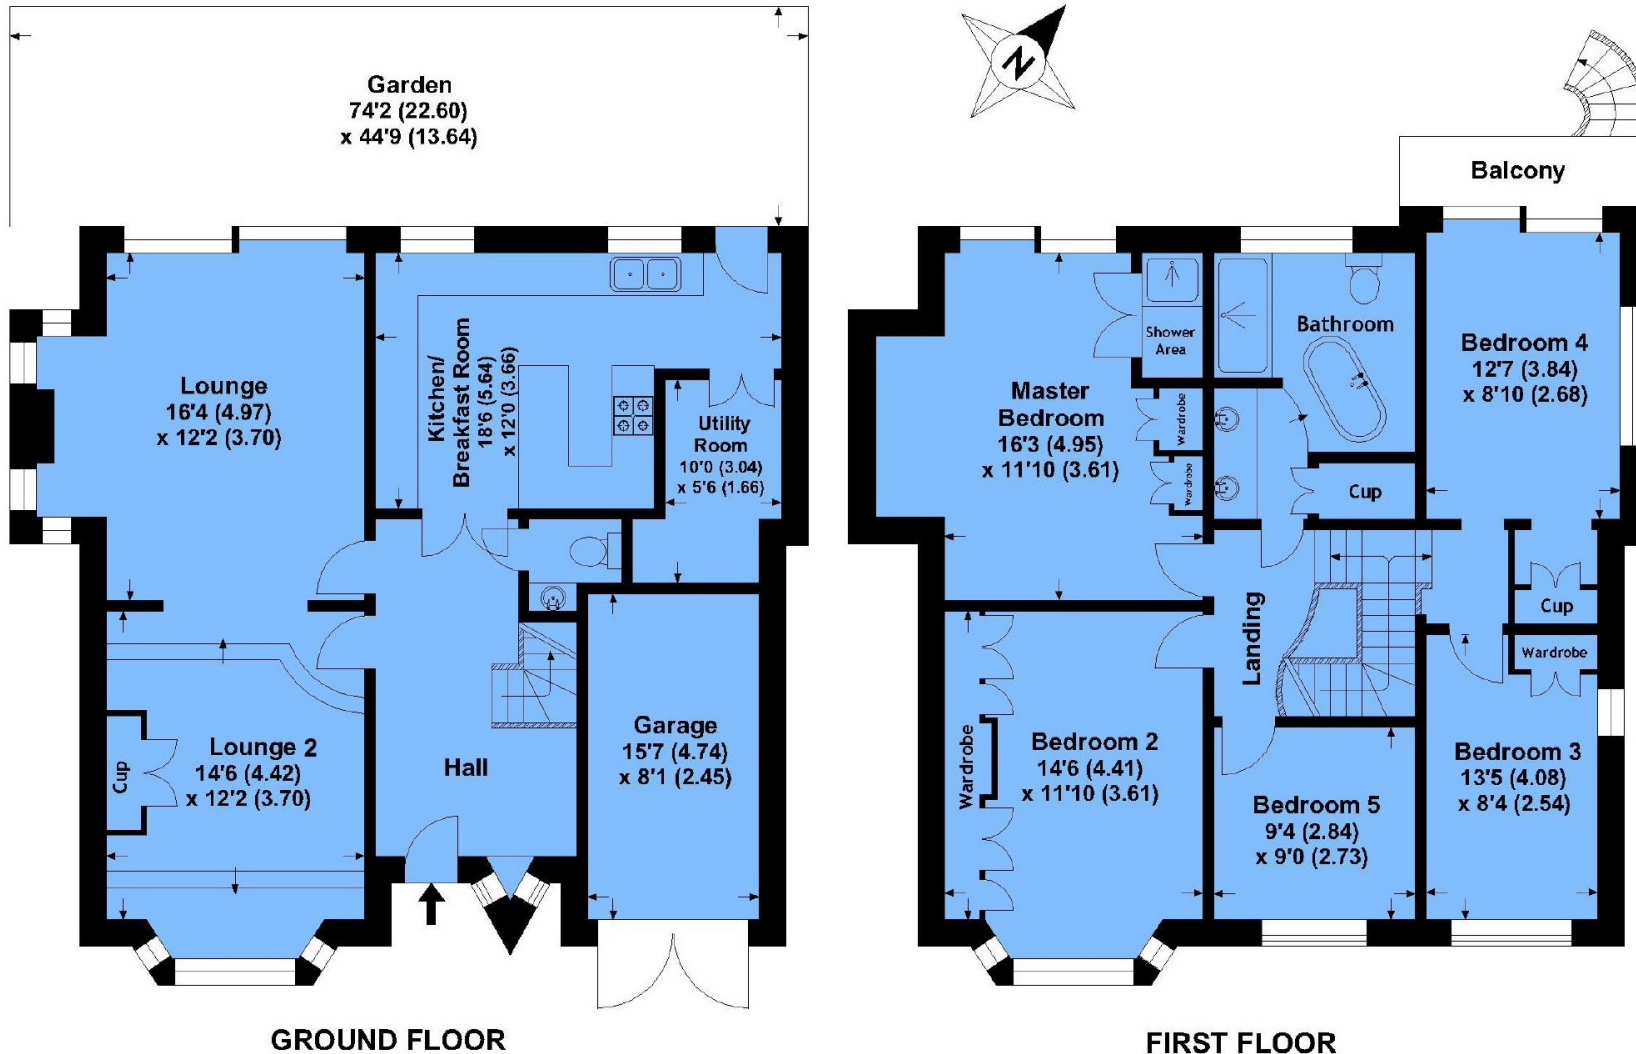 Garden
74'2 (22.60)
x 44'9 (13.64)
N
Balcony
Lounge
16'4 (4.97)
x 12'2 (3.70)
Kitchen/
Breakfast Room
18'6 (5.64)
x 12'0 (3.66)
Utility
Room
10'0 (3.04)
x 5'6 (1.66)
Lounge 2
14'6 (4.42)
x 12'2 (3.70)
Cup
Hall
Garage
15'7 (4.74)
x 8'1 (2.45)
GROUND FLOOR
Master
Bedroom
16'3 (4.95)
x 11'10 (3.61)
Shower
Area
Wardrobe
Wardrobe
Bathroom
Cup
Bedroom 4
12'7 (3.84)
x 8'10 (2.68)
Cup
Wardrobe
Landing
Wardrobe
Bedroom 2
14'6 (4.41)
x 11'10 (3.61)
Bedroom 5
9'4 (2.84)
x 9'0 (2.73)
Bedroom 3
13'5 (4.08)
x 8'4 (2.54)
FIRST FLOOR